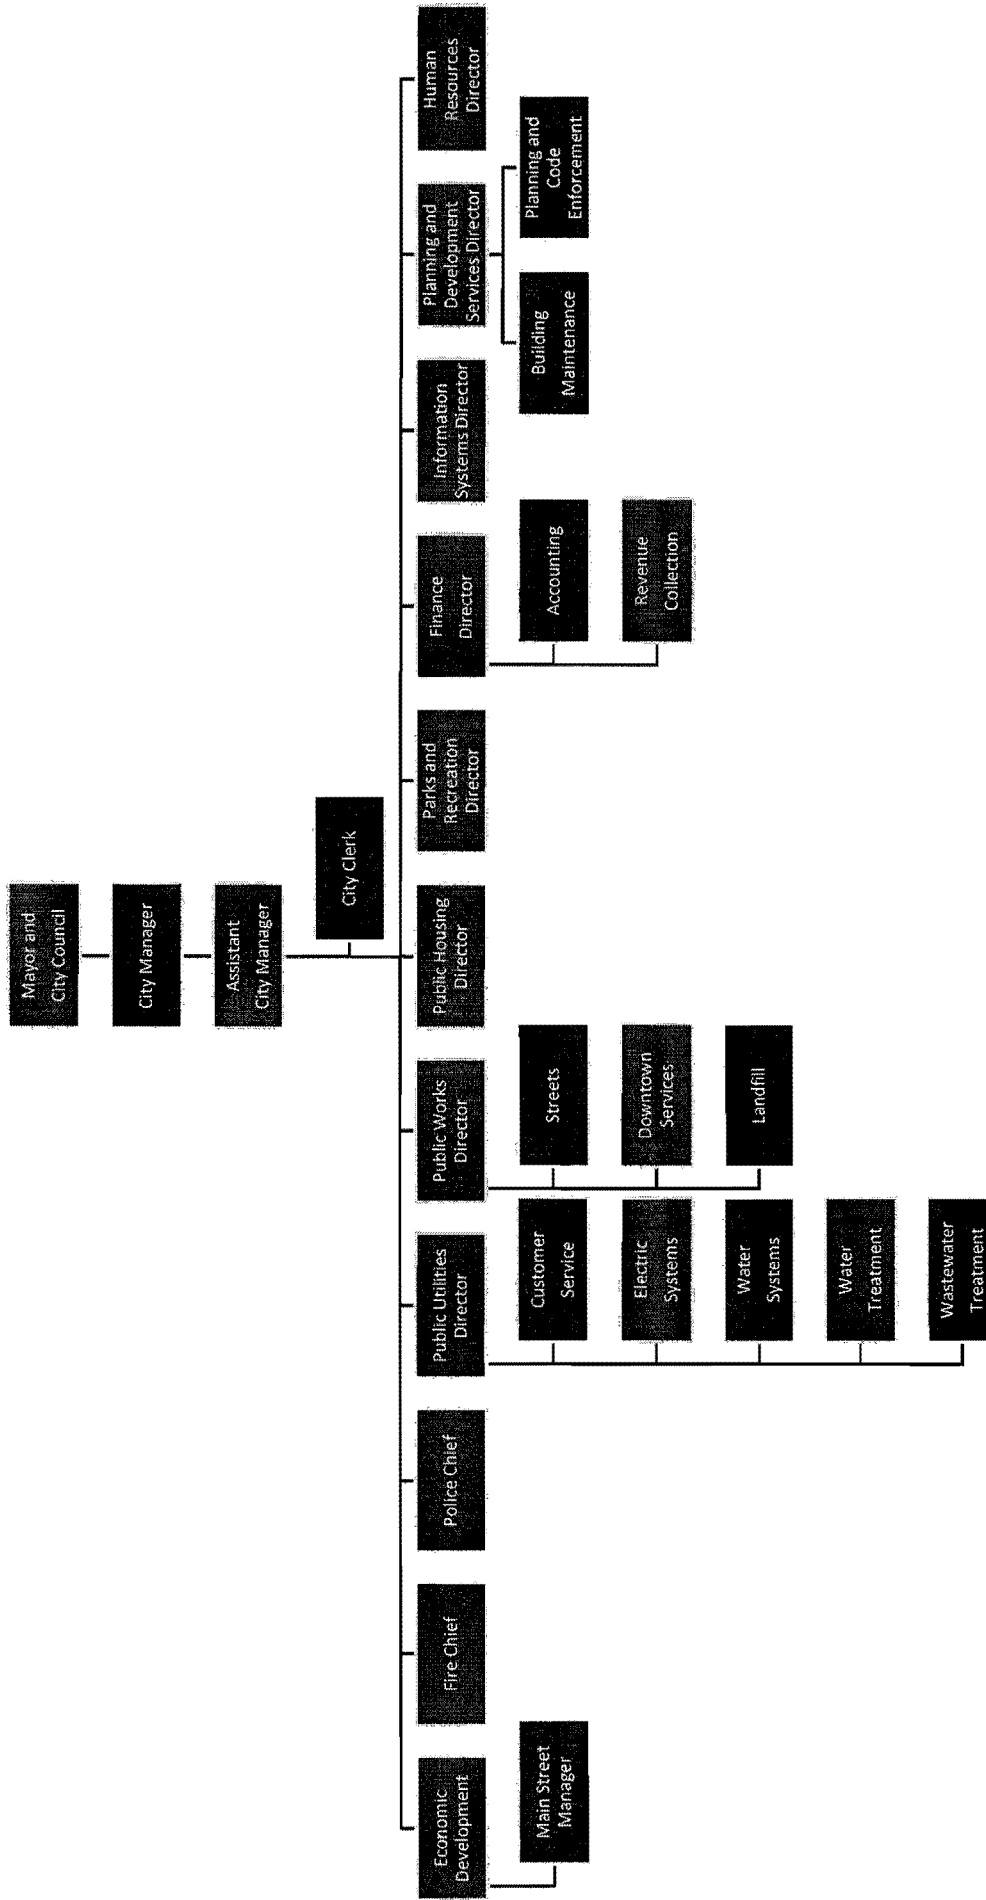 Mayor and
City Council
City Manager
Assistant
City Manager
City Clerk
Economic
Development
Main Street
Manager
Fire Chief
Police Chief
Public Utilities
Director
Customer
Service
Electric
Systems
Water
Systems
Water
Treatment
Wastewater
Treatment
Public Works
Director
Streets
Downtown
Services
Landfill
Public Housing
Director
Parks and
Recreation
Director
Finance
Director
Accounting
Revenue
Collection
Information
Systems Director
Planning and
Development
Services Director
Building
Maintenance
Planning and
Code
Enforcement
Human
Resources
Director